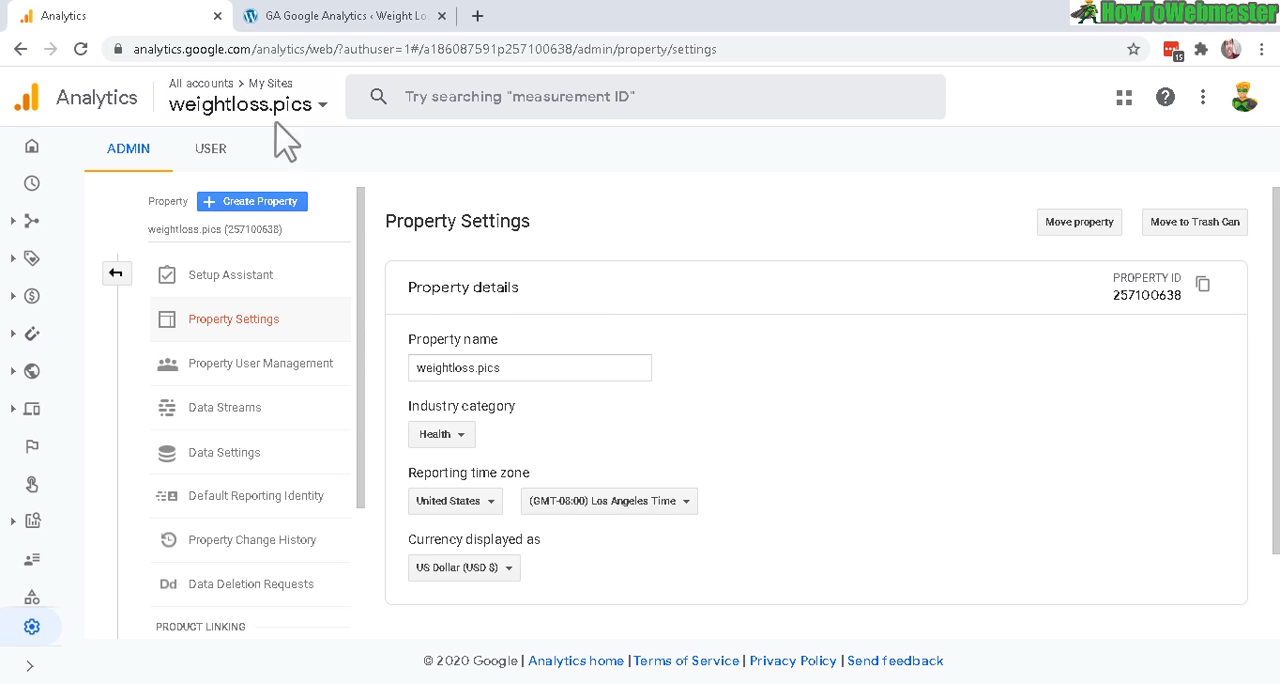 Analytics
GA Google Analytics ‹ Weight Lo
HowToWebmaster
analytics.google.com/analytics/web/?authuser=1#/a186087591p257100638/admin/property/settings
15
Analytics
All accounts > My Sites
weightloss.pics
Try searching "measurement ID"
ADMIN
USER
Property
Create Property
weightloss.pics (257100638)
Setup Assistant
Property Settings
Property User Management
Data Streams
Data Settings
Default Reporting Identity
Property Change History
Dd Data Deletion Requests
PRODUCT LINKING
Property Settings
Move property
Move to Trash Can
Property details
PROPERTY ID
257100638
Property name
weightloss.pics
Industry category
Health
Reporting time zone
United States
(GMT-08:00) Los Angeles Time
Currency displayed as
US Dollar (USD $)
© 2020 Google | Analytics home | Terms of Service | Privacy Policy | Send feedback